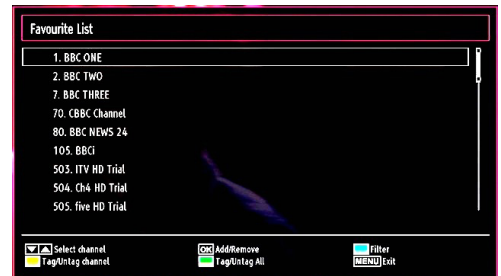 Favourite List
1. BBC ONE
2. BBC TWO
7. BBC THREE
70. CBBC Channel
80. BBC NEWS 24
105. BBCi
503. ITV HD Trial
504. Ch4 HD Trial
505. five HD Trial
Select channel OK Add/Remove Filter
Tag/Untag channel Tag/Untag All MENU Exit